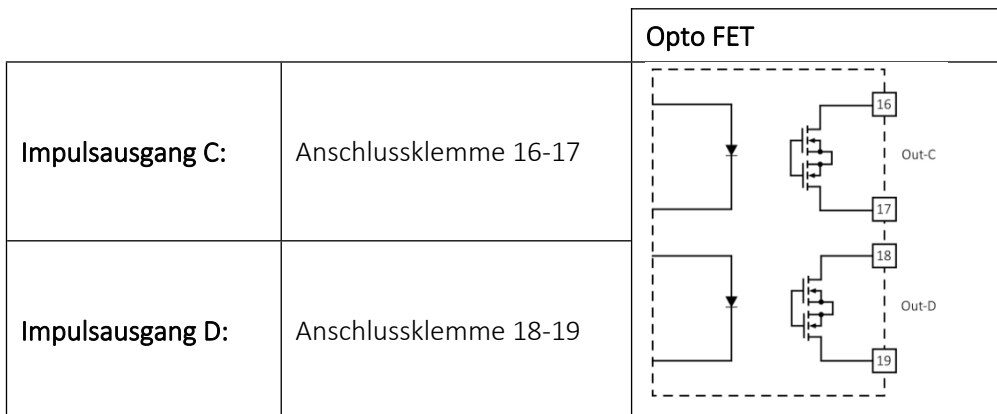 Opto FET
Impulsausgang C:
Anschlussklemme 16-17
16
Out-C
17
Impulsausgang D:
Anschlussklemme 18-19
18
Out-D
19